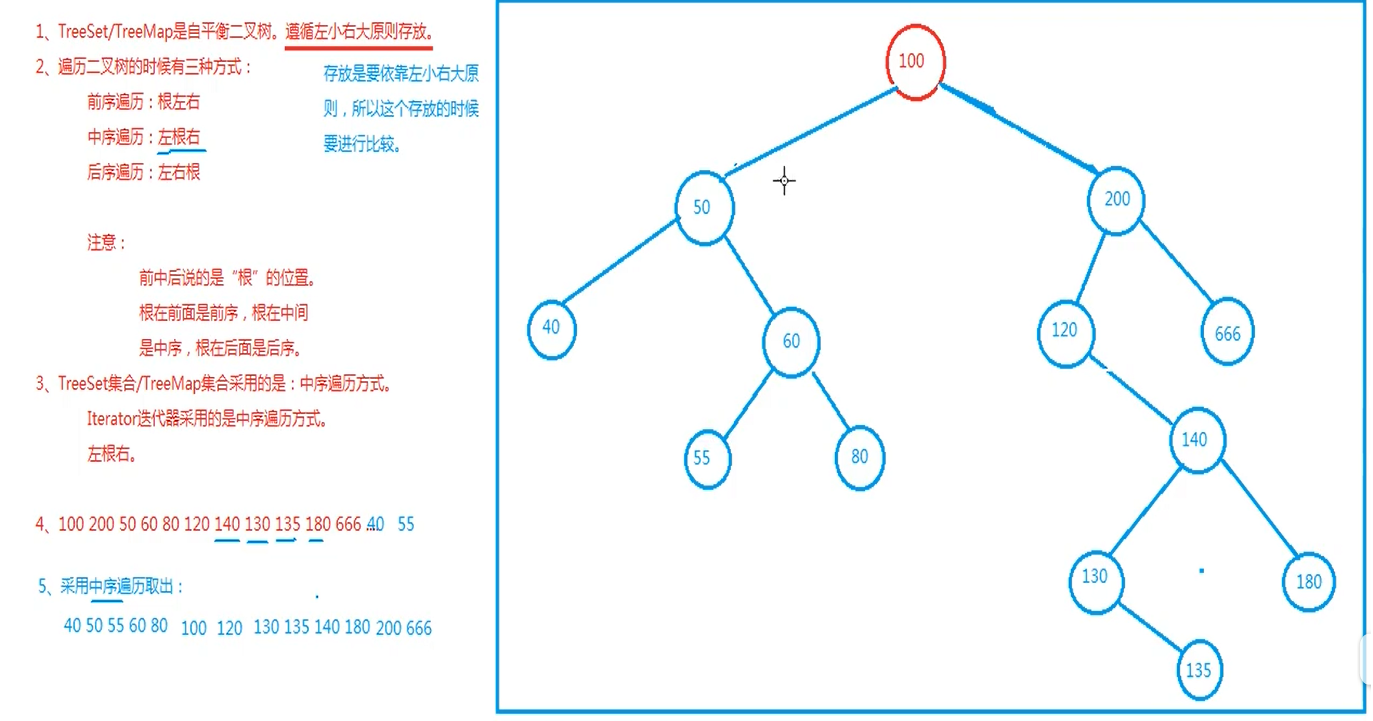 1、TreeSet/TreeMap是自平衡二叉树。遵循左小右大原则存放。
2、遍历二叉树的时候有三种方式：
前序遍历：根左右
中序遍历：左根右
后序遍历：左右根
存放是要依靠左小右大原
则，所以这个存放的时候
要进行比较。
注意：
前中后说的是“根”的位置。
根在前面是前序，根在中间
是中序，根在后面是后序。
3、TreeSet集合/TreeMap集合采用的是：中序遍历方式。
Iterator迭代器采用的是中序遍历方式。
左根右。
4、100 200 50 60 80 120 140 130 135 180 666 40 55
5、采用中序遍历取出：
40 50 55 60 80 100 120 130 135 140 180 200 666
100
50
200
40
60
120
666
55
80
140
130
180
135